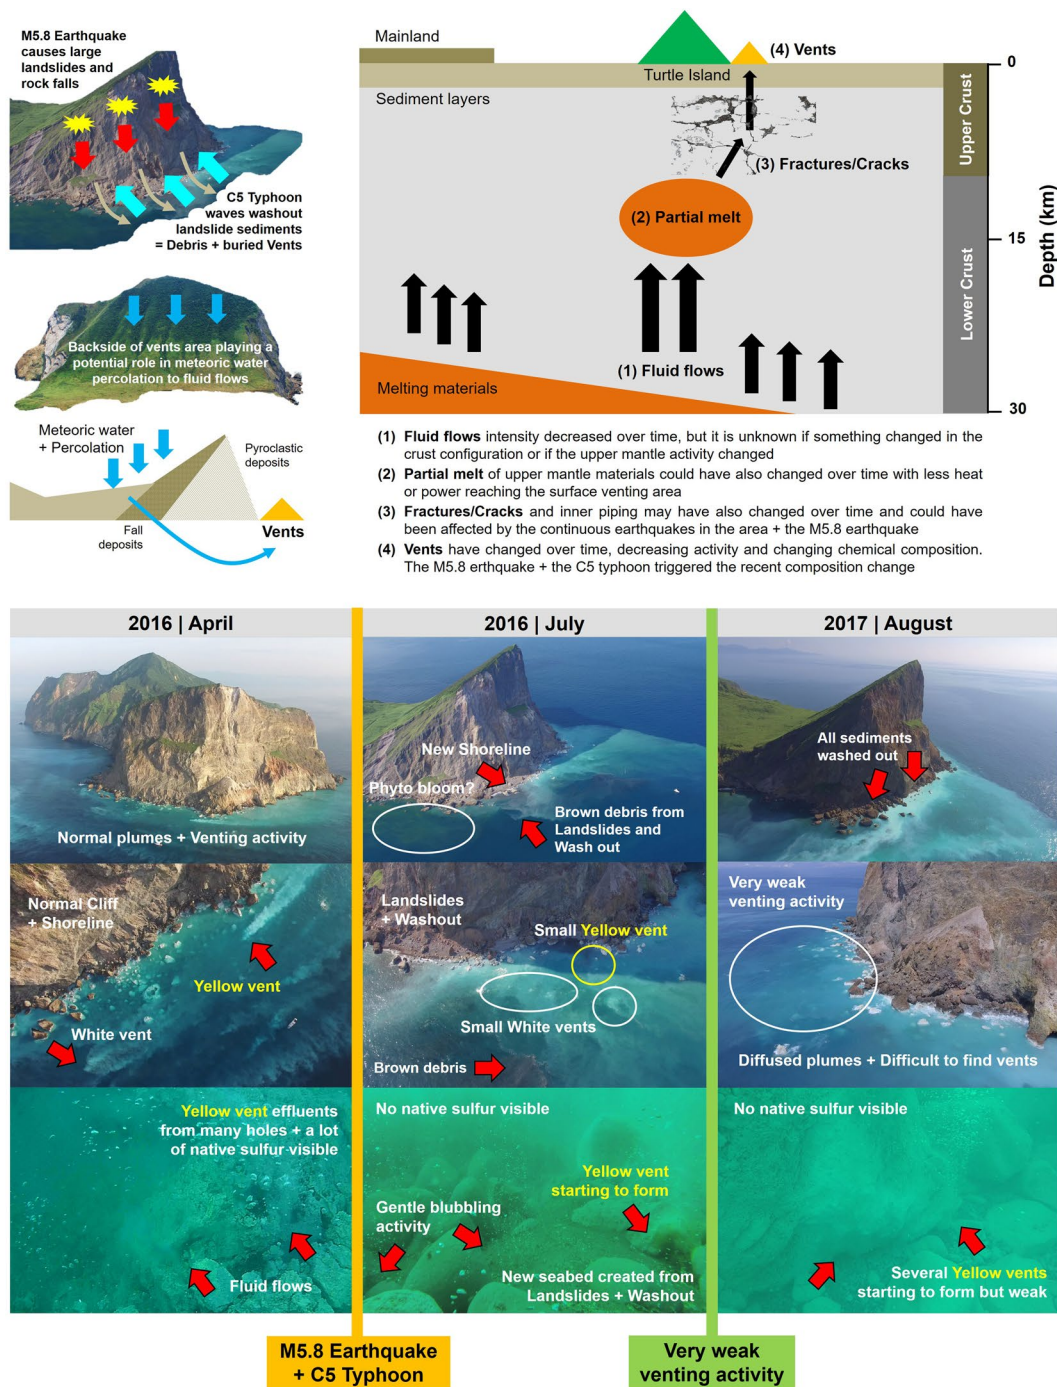 M5.8 Earthquake
causes large
landslides and
rock falls
C5 Typhoon
waves washout
landslide sediments
= Debris + buried Vents
Backside of vents area playing a
potential role in meteoric water
percolation to fluid flows
Meteoric water
+ Percolation
Pyroclastic
deposits
Fall
deposits
Vents
Mainland
(4) Vents
Turtle Island
Sediment layers
(3) Fractures/Cracks
(2) Partial melt
(1) Fluid flows
Melting materials
0
15
30
Upper Crust
Lower Crust
Depth (km)
(1) Fluid flows intensity decreased over time, but it is unknown if something changed in the
crust configuration or if the upper mantle activity changed
(2) Partial melt of upper mantle materials could have also changed over time with less heat
or power reaching the surface venting area
(3) Fractures/Cracks and inner piping may have also changed over time and could have
been affected by the continuous earthquakes in the area + the M5.8 earthquake
(4) Vents have changed over time, decreasing activity and changing chemical composition.
The M5.8 erthquake + the C5 typhoon triggered the recent composition change
2016 | April
2016 | July
2017 | August
Normal plumes + Venting activity
New Shoreline
Phyto bloom?
Brown debris from
Landslides and
Wash out
All sediments
washed out
Normal Cliff
+ Shoreline
Yellow vent
White vent
Landslides
+ Washout
Small Yellow vent
Small White vents
Brown debris
Very weak
venting activity
Diffused plumes + Difficult to find vents
Yellow vent effluents
from many holes + a lot
of native sulfur visible
Fluid flows
No native sulfur visible
Yellow vent
starting to form
Gentle blubbling
activity
New seabed created from
Landslides + Washout
No native sulfur visible
Several Yellow vents
starting to form but weak
M5.8 Earthquake
+ C5 Typhoon
Very weak
venting activity